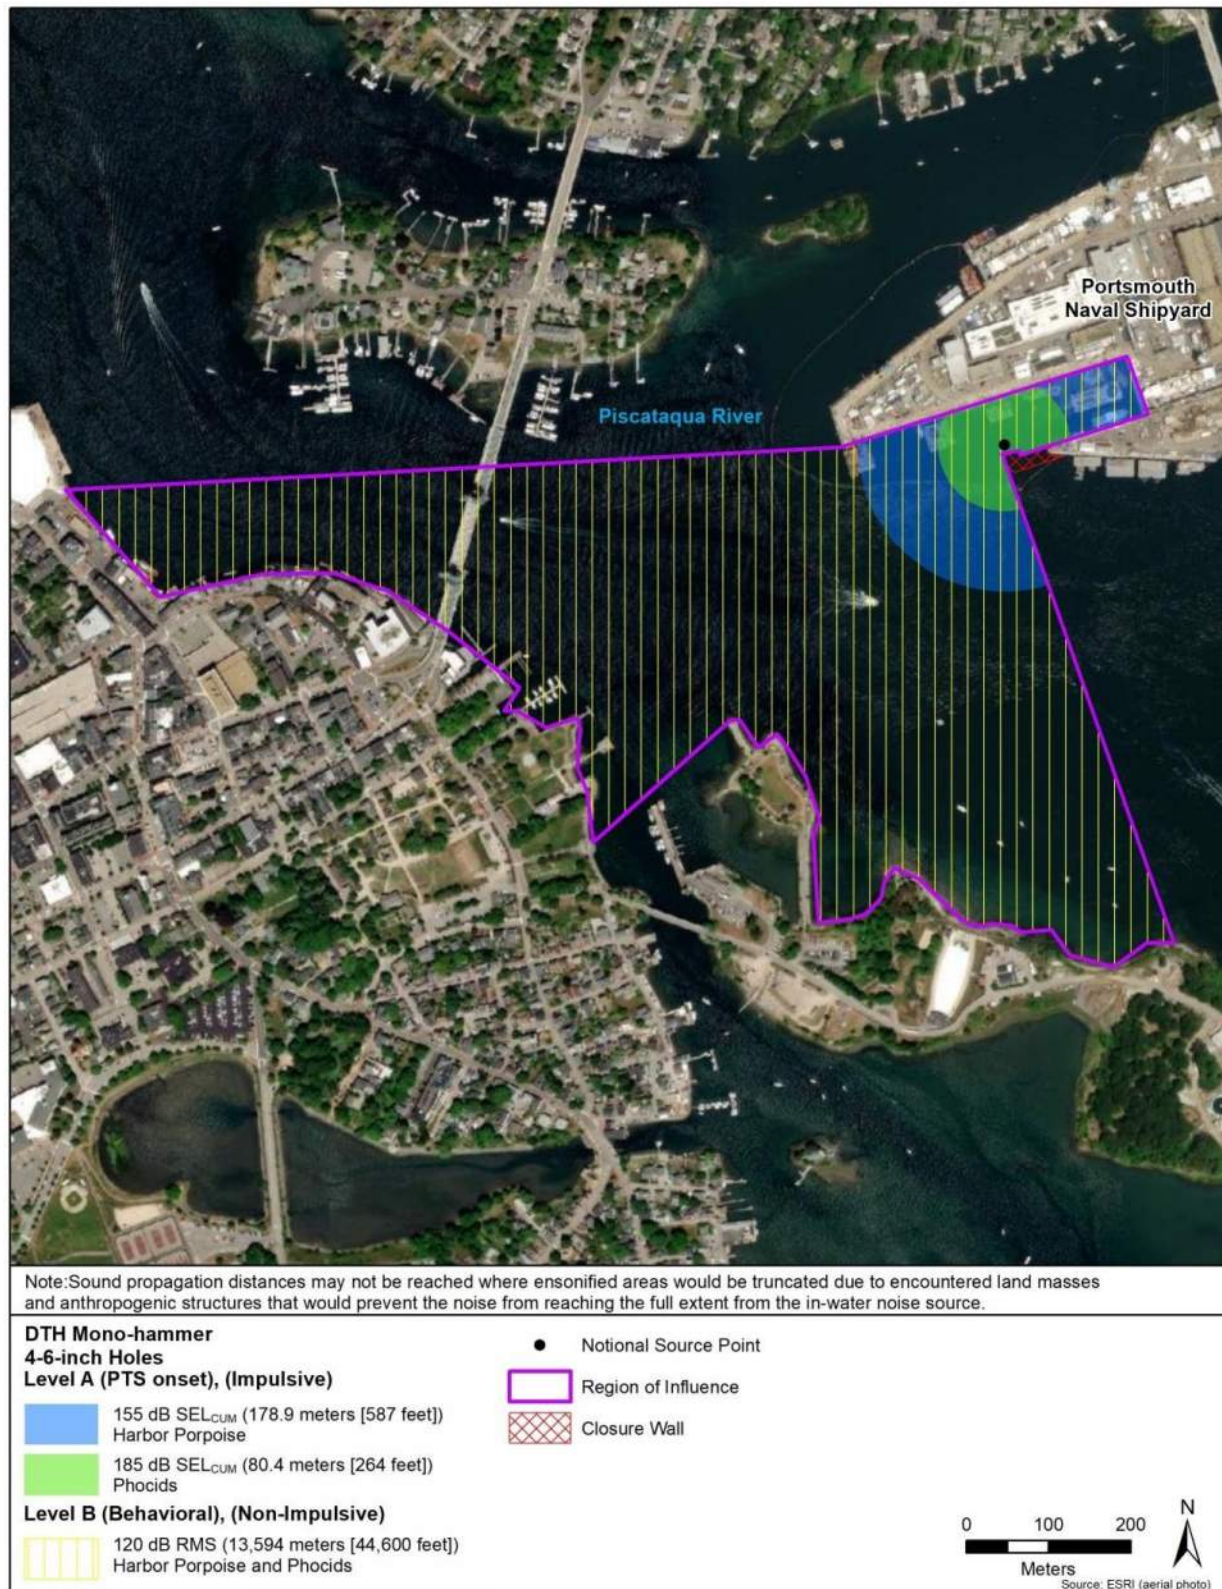 Portsmouth
Naval Shipyard
Piscataqua River
Note:Sound propagation distances may not be reached where ensonified areas would be truncated due to encountered land masses
and anthropogenic structures that would prevent the noise from reaching the full extent from the in-water noise source.
DTH Mono-hammer
4-6-inch Holes
Level A (PTS onset), (Impulsive)
155 dB SELCUM (178.9 meters [587 feet])
Harbor Porpoise
185 dB SELCUM (80.4 meters [264 feet])
Phocids
Level B (Behavioral), (Non-Impulsive)
120 dB RMS (13,594 meters [44,600 feet])
Harbor Porpoise and Phocids
Notional Source Point
Region of Influence
Closure Wall
N
0 100 200
Meters
Source: ESRI (aerial photo)